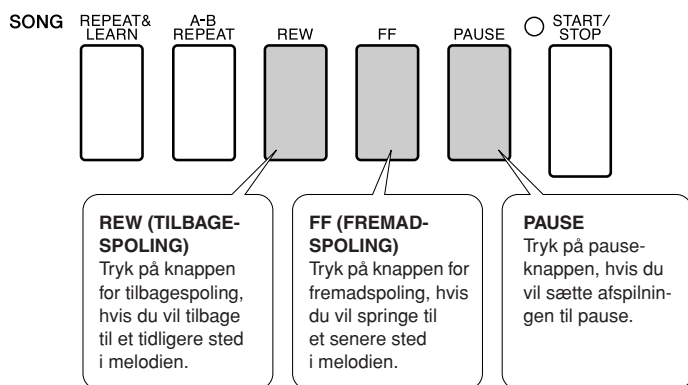 SONG
REPEAT&
LEARN
A-B
REPEAT
REW
FF
PAUSE
START/
STOP
REW (TILBAGE-
SPOLING)
Tryk på knappen
for tilbagespoling,
hvis du vil tilbage
til et tidligere sted
i melodien.
FF (FREMAD-
SPOLING)
Tryk på knappen for
fremadspoling, hvis
du vil springe til
et senere sted
i melodien.
PAUSE
Tryk på pause-
knappen, hvis du
vil sætte afspilnin-
gen til pause.